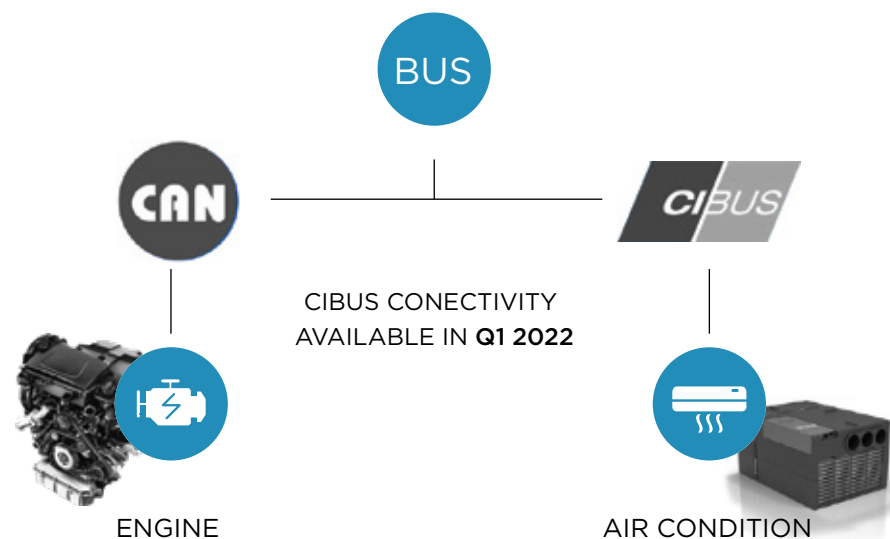 BUS
CAN
CIBUS
CIBUS CONECTIVITY
AVAILABLE IN Q1 2022
ENGINE
AIR CONDITION